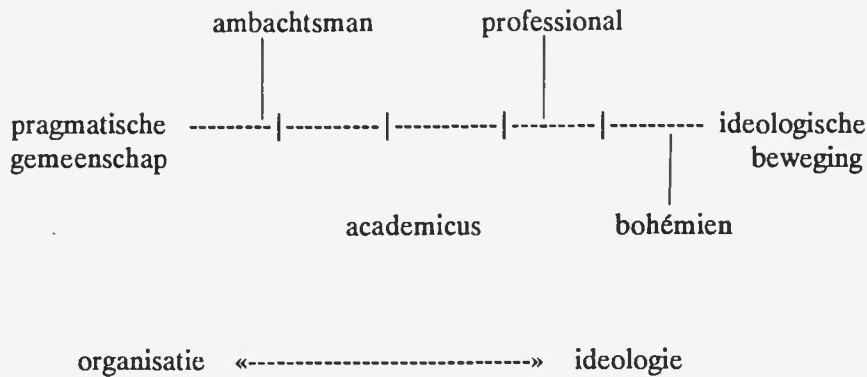 ambachtsman professional
pragmatische ---------|----------|----------|---------|--------- ideologische
gemeenschap beweging
academicus bohémien
organisatie «-----------------------------» ideologie